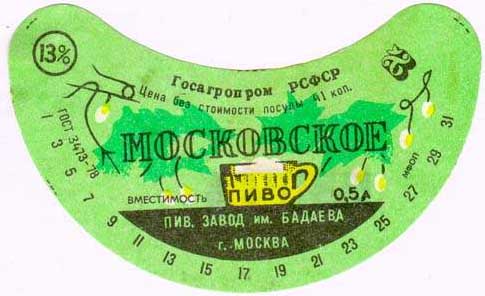 13%
Госагропром РСФСР
Цена без стоимости посуды 41 коп.
ГОСТ 3473-78
МОСКОВСКОЕ
ВМЕСТИМОСТЬ
ПИВО
0,5 л
МФОП
ПИВ. ЗАВОД им. БАДАЕВА
г. МОСКВА
1 3 5 7 9 11 13 15 17 19 21 23 25 27 29 31